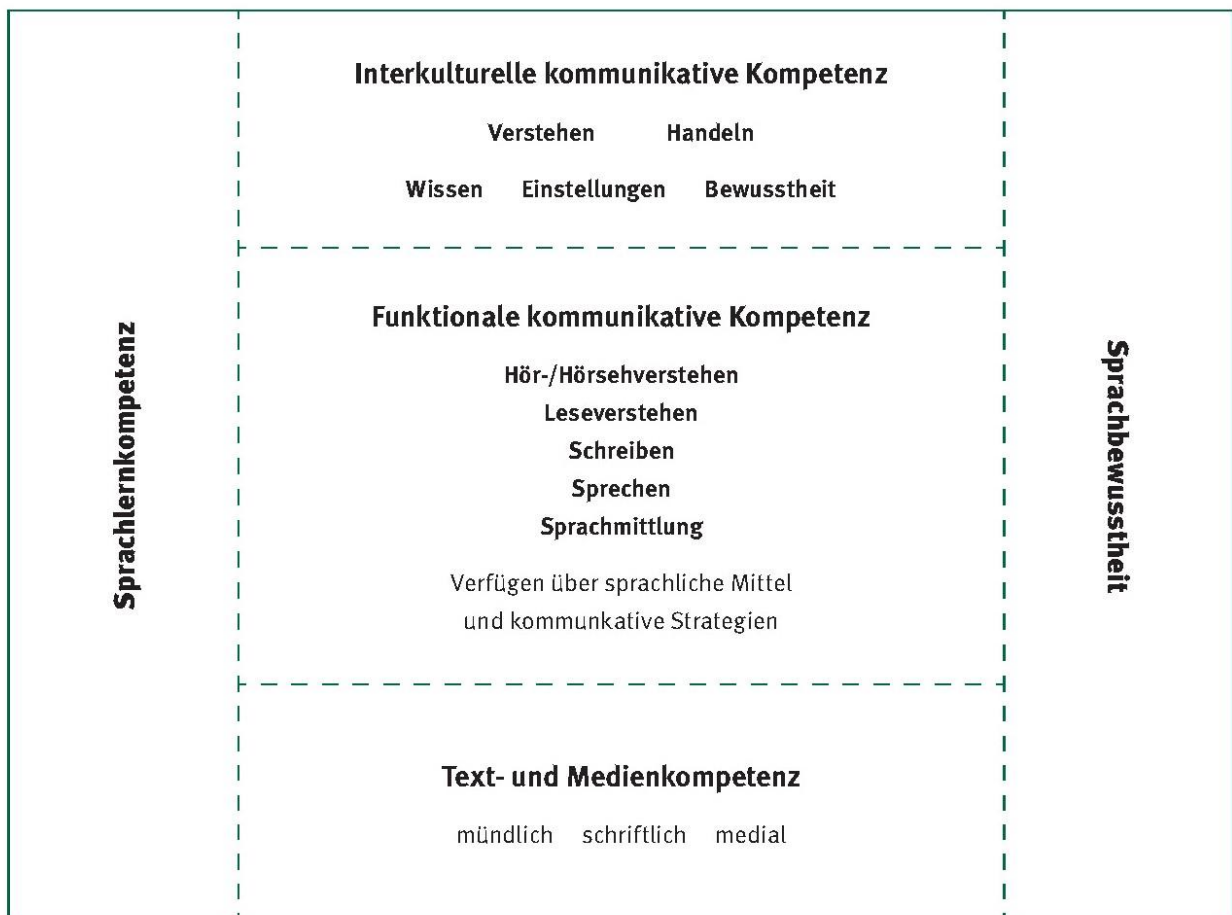 Sprachlernkompetenz
Interkulturelle kommunikative Kompetenz
Verstehen Handeln
Wissen Einstellungen Bewusstheit
Funktionale kommunikative Kompetenz
Hör-/Hörsehverstehen
Leseverstehen
Schreiben
Sprechen
Sprachmittlung
Verfügen über sprachliche Mittel
und kommunkative Strategien
Text- und Medienkompetenz
mündlich schriftlich medial
Sprachbewusstheit